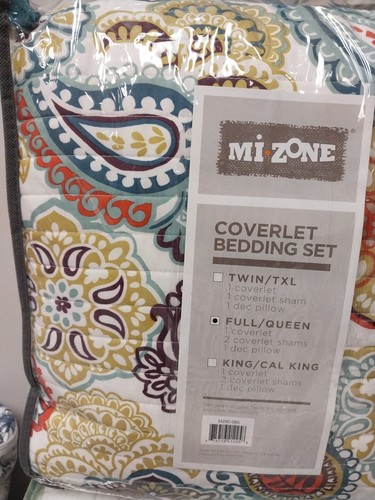 Mi•ZONE
COVERLET
BEDDING SET
TWIN/TXL
1 coverlet
1 coverlet sham
1 dec pillow
FULL/QUEEN
1 coverlet
2 coverlet shams
1 dec pillow
KING/CAL KING
1 coverlet
2 coverlet shams
1 dec pillow